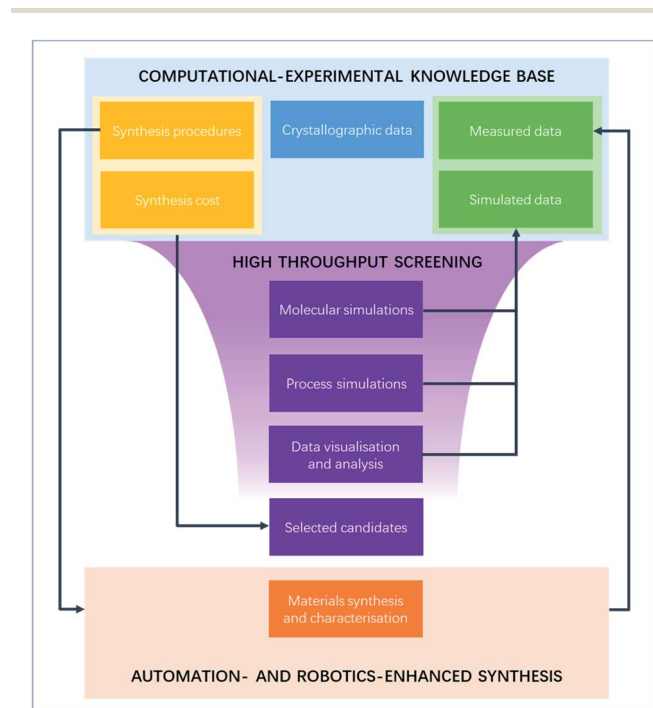 COMPUTATIONAL-EXPERIMENTAL KNOWLEDGE BASE
Synthesis procedures
Crystallographic data
Measured data
Synthesis cost
Simulated data
HIGH THROUGHPUT SCREENING
Molecular simulations
Process simulations
Data visualisation
and analysis
Selected candidates
Materials synthesis
and characterisation
AUTOMATION- AND ROBOTICS-ENHANCED SYNTHESIS